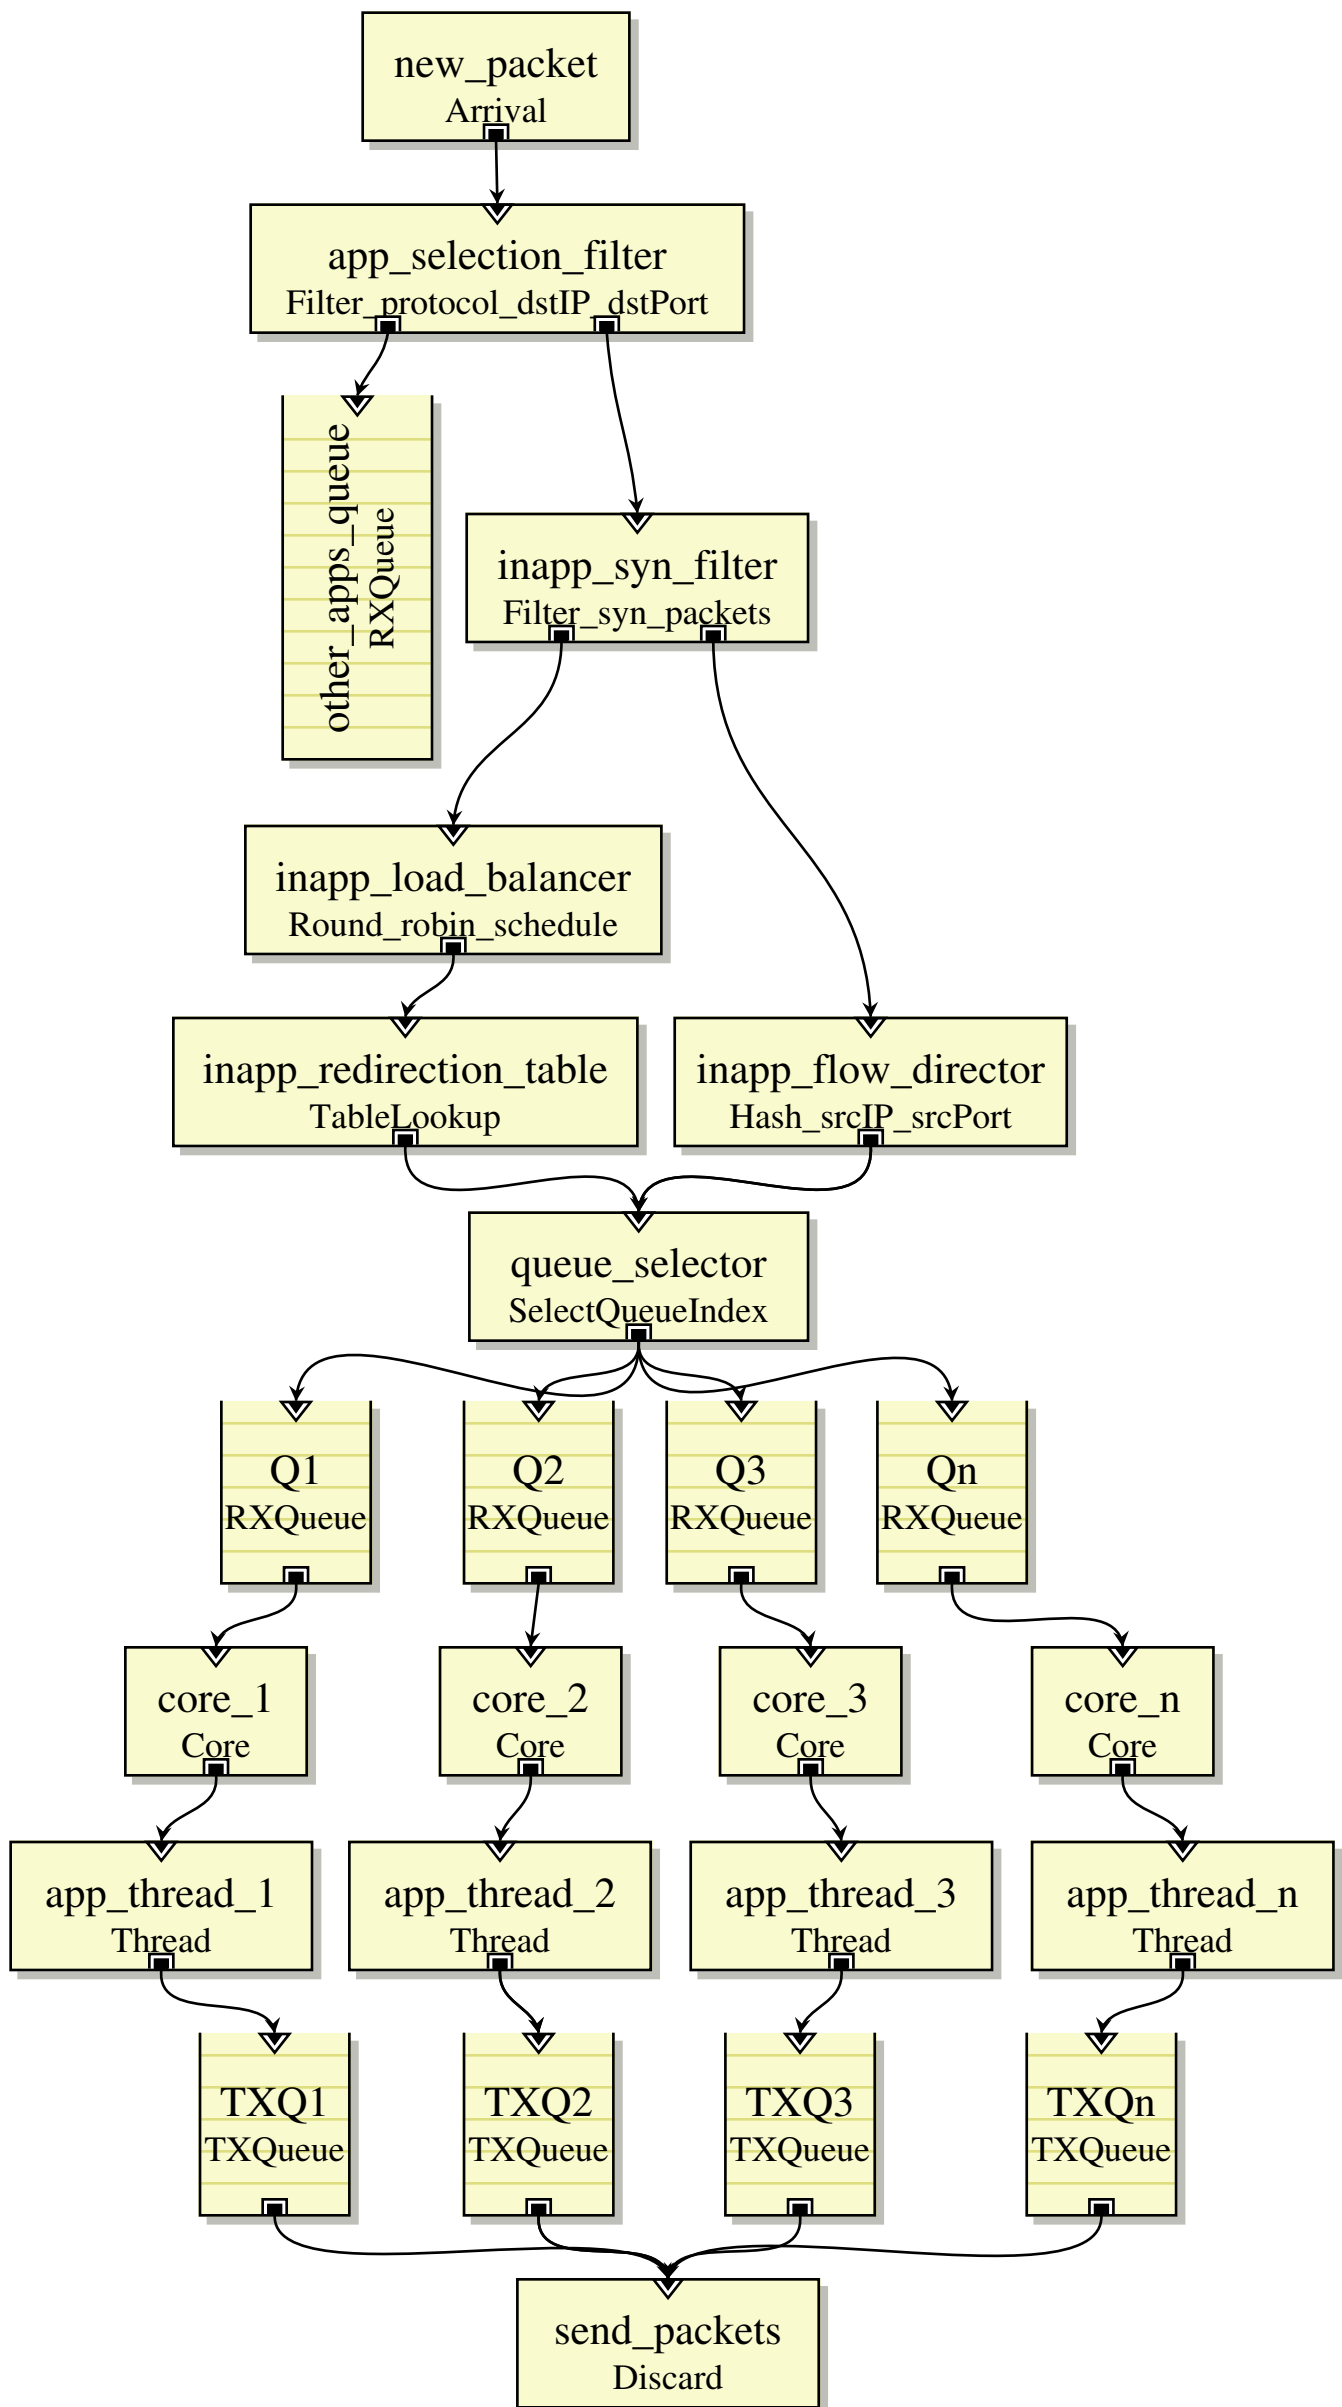 new_packet
Arrival
app_selection_filter
Filter_protocol_dstIP_dstPort
other_apps_queue
RXQueue
inapp_syn_filter
Filter_syn_packets
inapp_load_balancer
Round_robin_schedule
inapp_redirection_table
TableLookup
inapp_flow_director
Hash_srcIP_srcPort
queue_selector
SelectQueueIndex
Q1
RXQueue
Q2
RXQueue
Q3
RXQueue
Qn
RXQueue
core_1
Core
core_2
Core
core_3
Core
core_n
Core
app_thread_1
Thread
app_thread_2
Thread
app_thread_3
Thread
app_thread_n
Thread
TXQ1
TXQueue
TXQ2
TXQueue
TXQ3
TXQueue
TXQn
TXQueue
send_packets
Discard